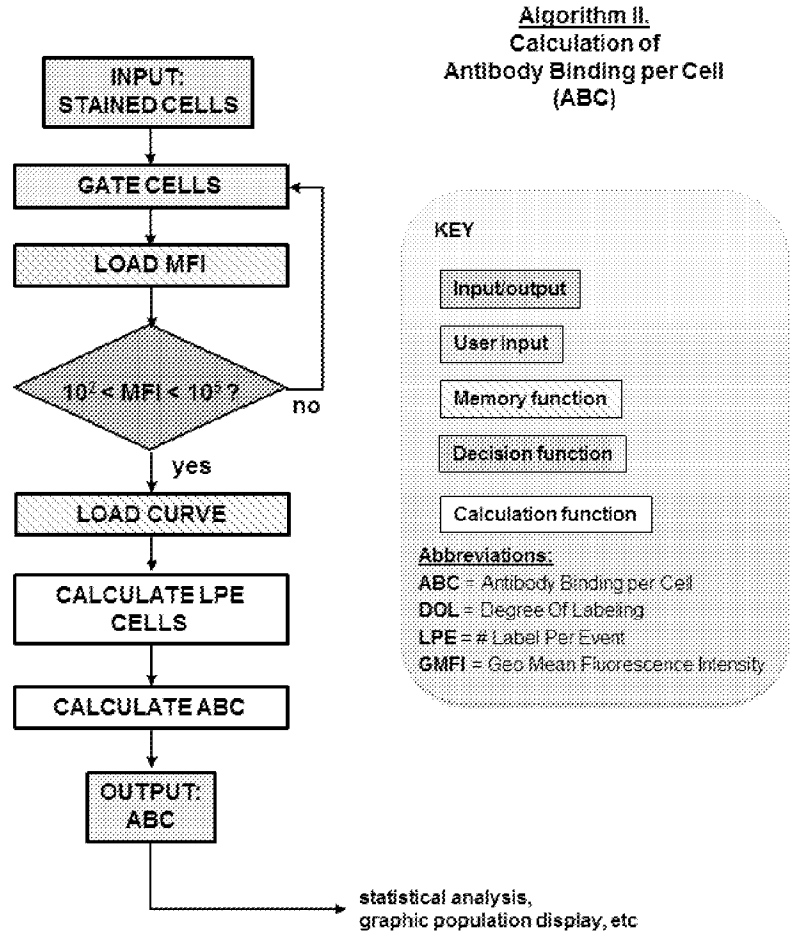 Algorithm II.
Calculation of
Antibody Binding per Cell
(ABC)
INPUT:
STAINED CELLS
GATE CELLS
LOAD MFI
< MFI <
?
no
yes
LOAD CURVE
CALCULATE LPE
CELLS
CALCULATE ABC
OUTPUT:
ABC
statistical analysis,
graphic population display, etc
KEY
Input/output
User input
Memory function
Decision function
Calculation function
Abbreviations:
ABC = Antibody Binding per Cell
DOL = Degree Of Labeling
LPE = # Label Per Event
GMFI = Geo Mean Fluorescence Intensity